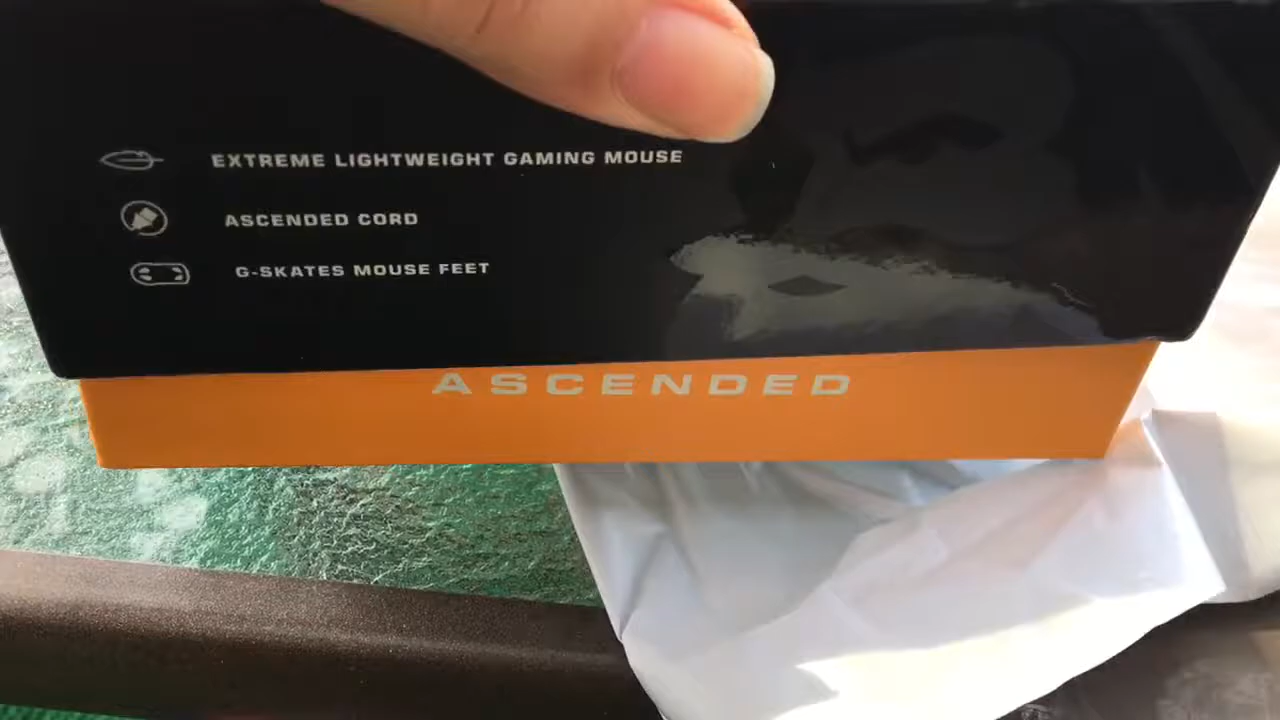 EXTREME LIGHTWEIGHT GAMING MOUSE
ASCENDED CORD
G-SKATES MOUSE FEET
ASCENDED